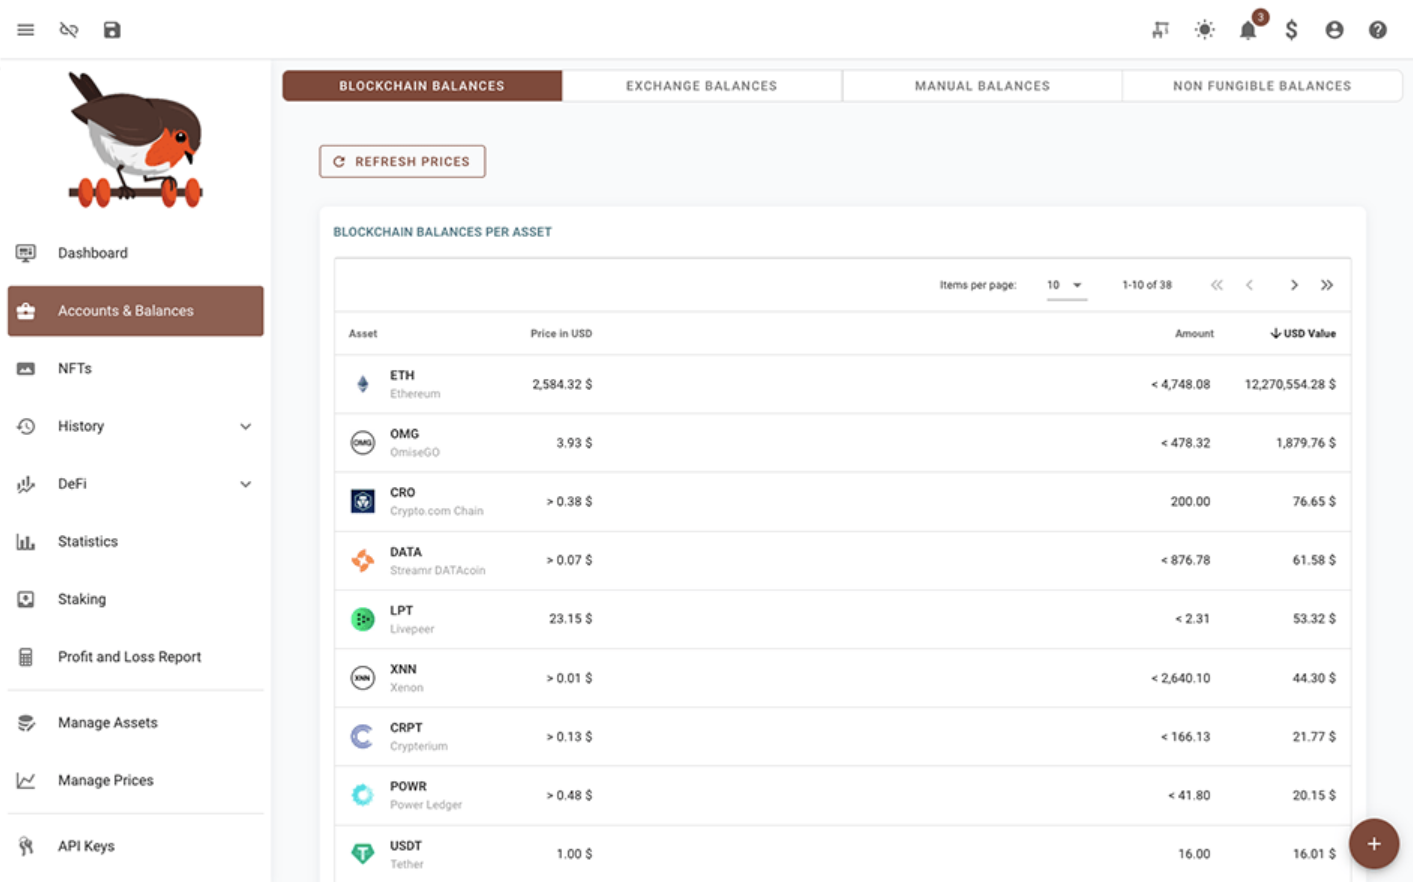 3
BLOCKCHAIN BALANCES
EXCHANGE BALANCES
MANUAL BALANCES
NON FUNGIBLE BALANCES
REFRESH PRICES
Dashboard
Accounts & Balances
NFTs
History
DeFi
Statistics
Staking
Profit and Loss Report
Manage Assets
Manage Prices
API Keys
BLOCKCHAIN BALANCES PER ASSET
Items per page: 10 1-10 of 38
Asset Price in USD Amount USD Value
ETH
Ethereum
2,584.32 $ < 4,748.08 12,270,554.28 $
OMG
OMG
OmiseGO
3.93 $ < 478.32 1,879.76 $
CRO
Crypto.com Chain
> 0.38 $ 200.00 76.65 $
DATA
Streamr DATAcoin
> 0.07 $ < 876.78 61.58 $
LPT
Livepeer
23.15 $ < 2.31 53.32 $
XNN
XNN
Xenon
> 0.01 $ < 2,640.10 44.30 $
CRPT
Crypterium
> 0.13 $ < 166.13 21.77 $
POWR
Power Ledger
> 0.48 $ < 41.80 20.15 $
USDT
Tether
1.00 $ 16.00 16.01 $